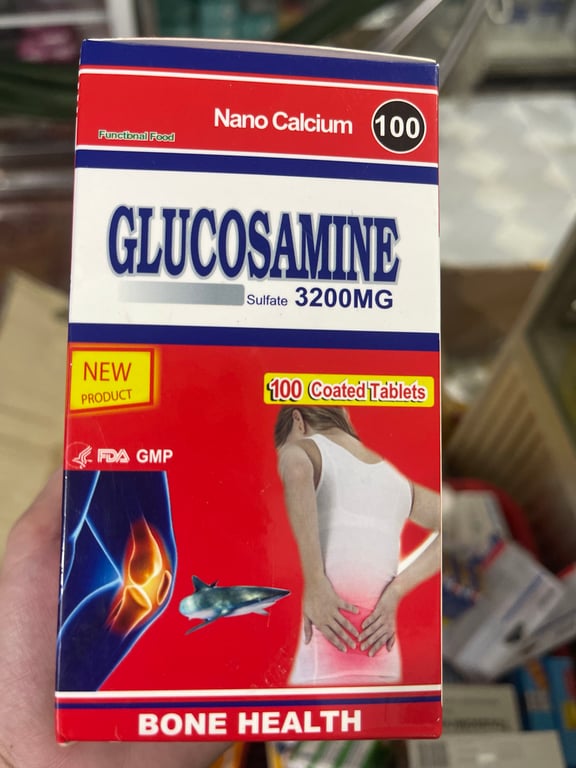 Nano Calcium 100
Functional Food
GLUCOSAMINE
Sulfate 3200MG
NEW
PRODUCT
100 Coated Tablets
FDA GMP
BONE HEALTH